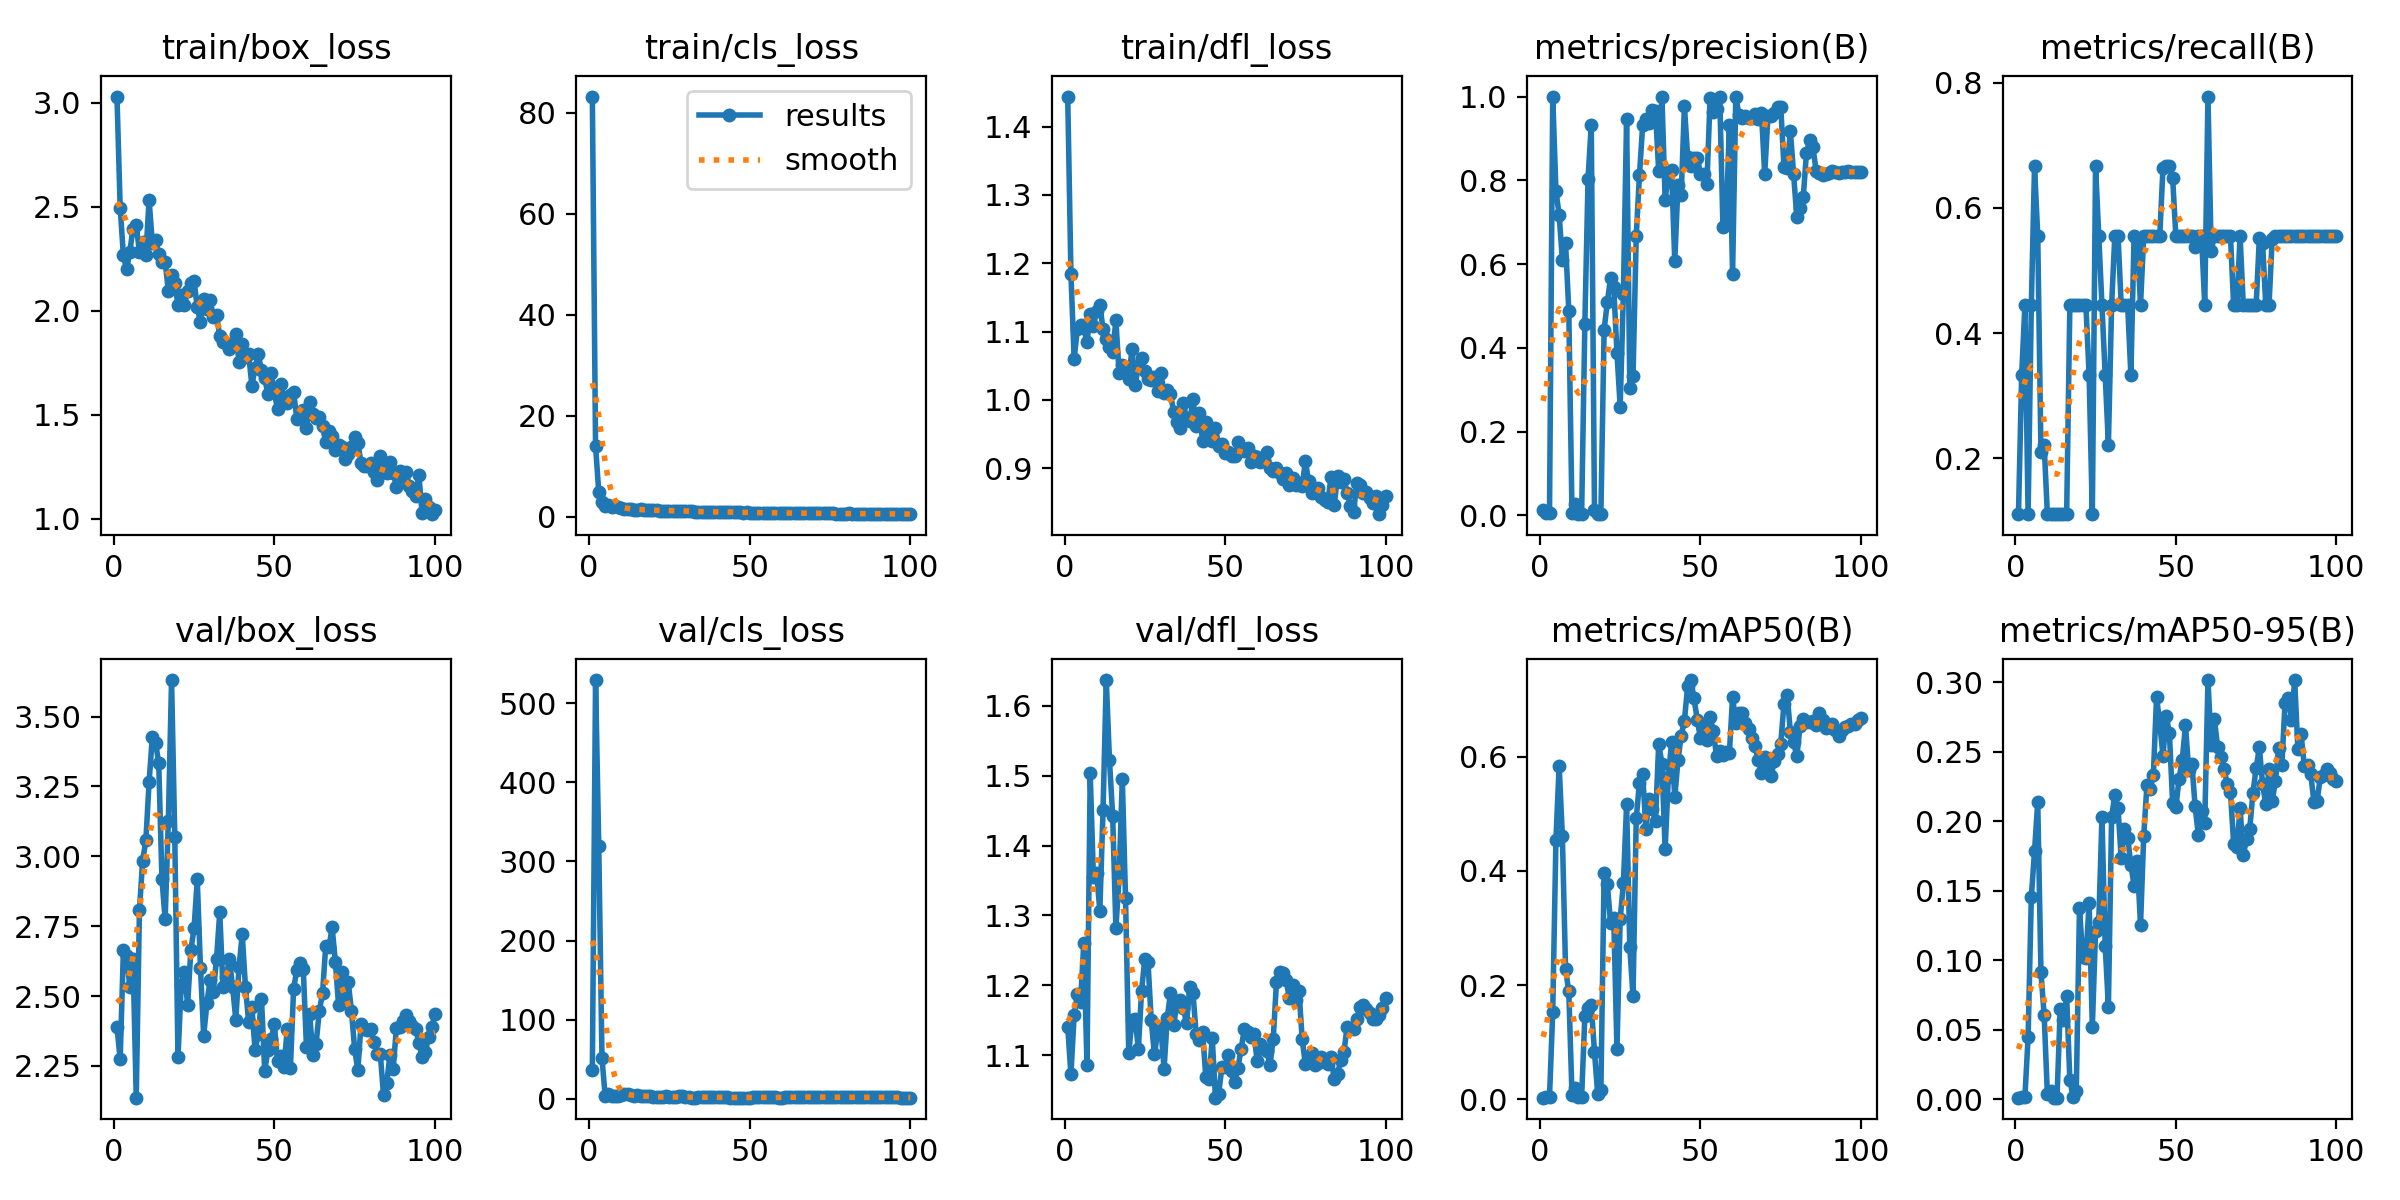 train/box_loss
3.0
2.5
2.0
1.5
1.0
0 50 100
train/cls_loss
results
smooth
80
60
40
20
0
0 50 100
train/dfl_loss
1.4
1.3
1.2
1.1
1.0
0.9
0 50 100
metrics/precision(B)
1.0
0.8
0.6
0.4
0.2
0.0
0 50 100
metrics/recall(B)
0.8
0.6
0.4
0.2
0 50 100
val/box_loss
3.50
3.25
3.00
2.75
2.50
2.25
0 50 100
val/cls_loss
500
400
300
200
100
0
0 50 100
val/dfl_loss
1.6
1.5
1.4
1.3
1.2
1.1
0 50 100
metrics/mAP50(B)
0.6
0.4
0.2
0.0
0 50 100
metrics/mAP50-95(B)
0.30
0.25
0.20
0.15
0.10
0.05
0.00
0 50 100